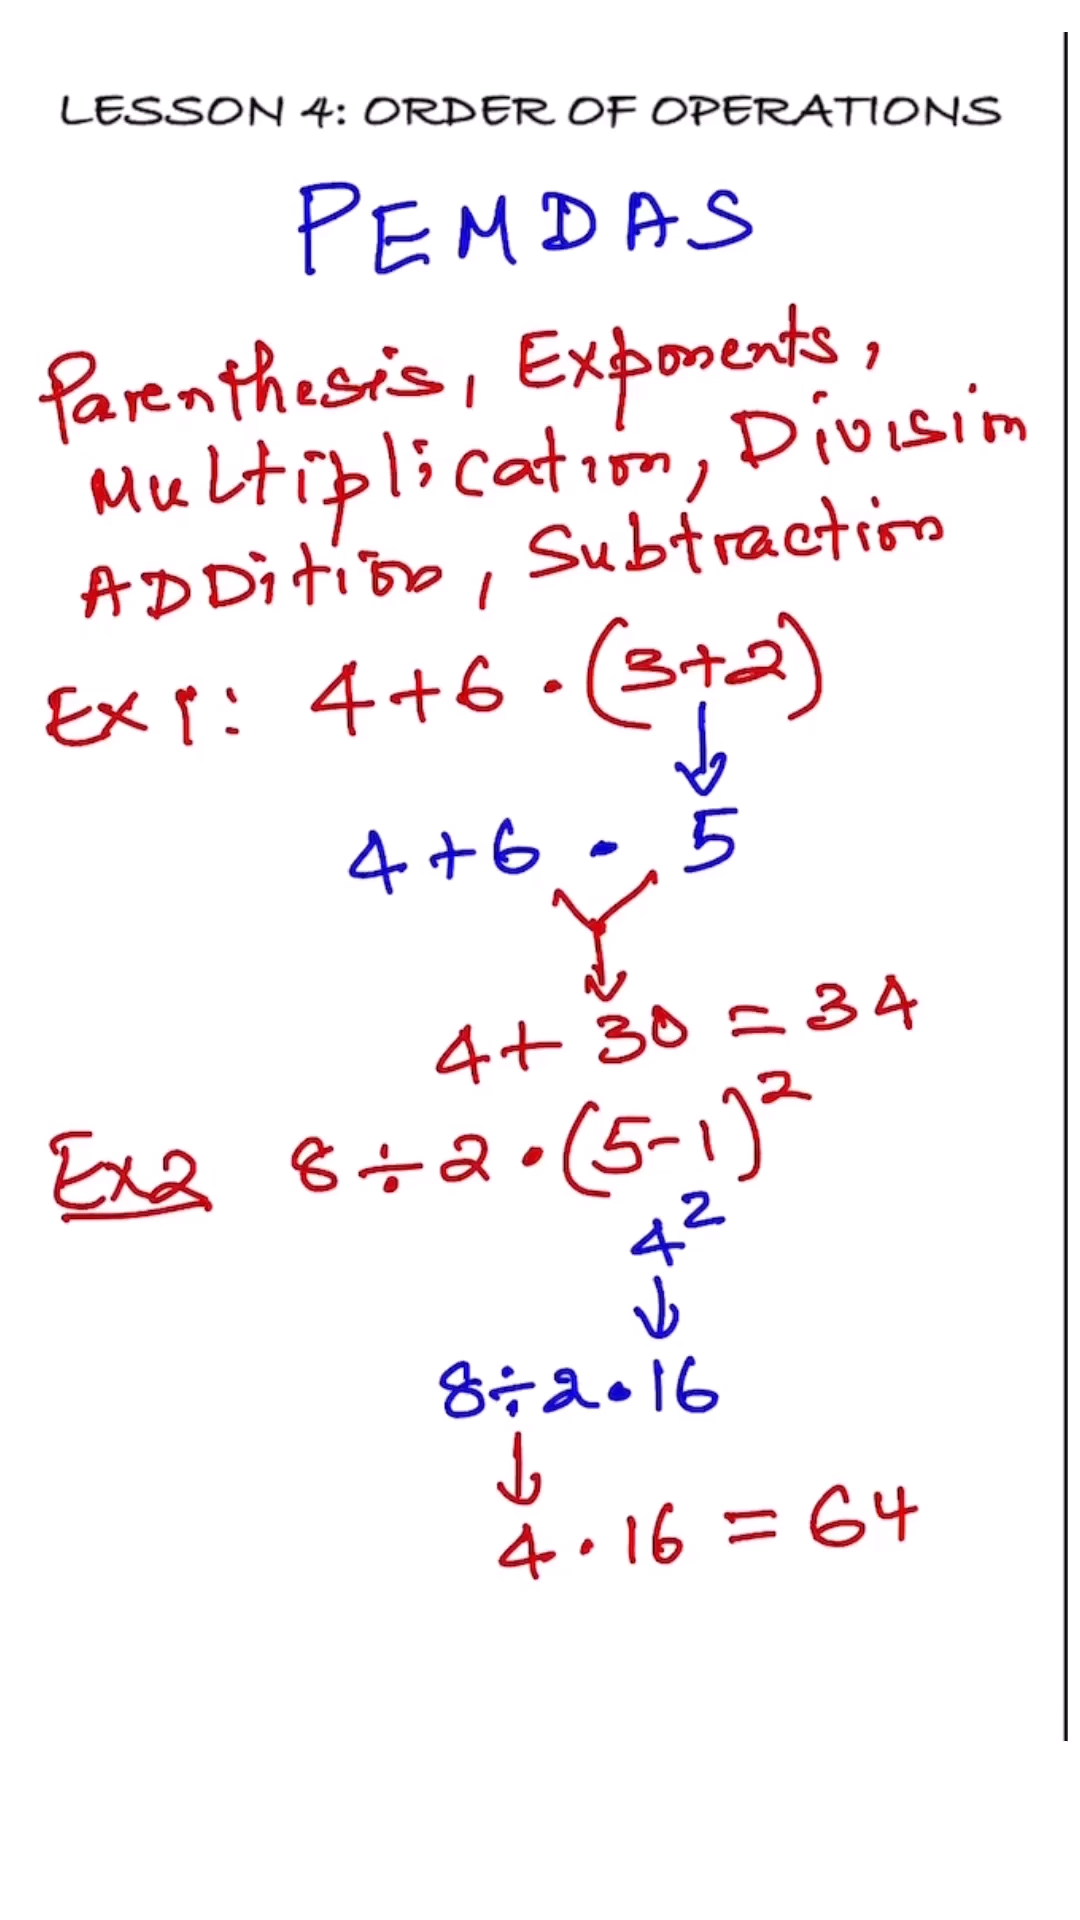 LESSON 4: ORDER OF OPERATIONS
PEMDAS
Parenthesis, Exponents,
Multiplication, Division
ADDition, Subtraction
Ex 1: 4+6 · (3+2)
4+6 · 5
4+ 30 = 34
Ex2 8÷2·(5-1)²
4²
8÷2·16
4·16 = 64